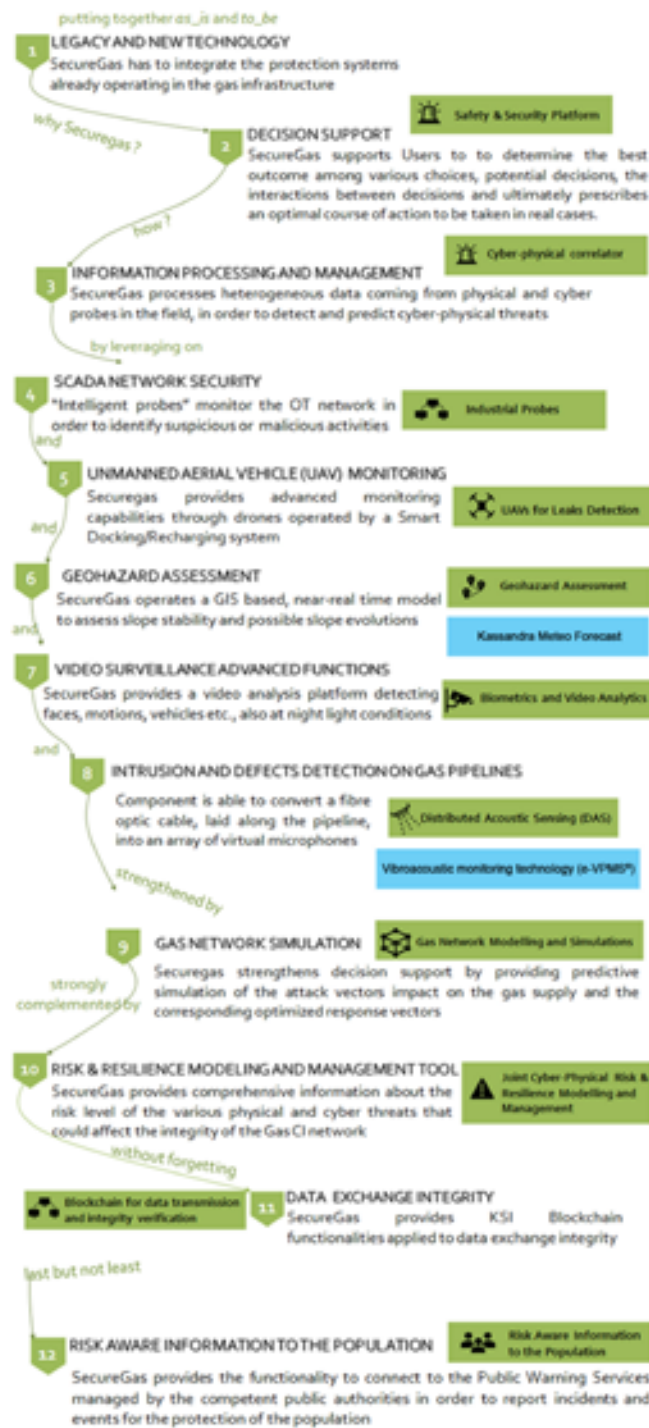 putting together as_is and to_be
1
LEGACY AND NEW TECHNOLOGY
SecureGas has to integrate the protection systems
already operating in the gas infrastructure
why Securegas ?
Safety & Security Platform
2
DECISION SUPPORT
SecureGas supports Users to to determine the best
outcome among various choices, potential decisions, the
interactions between decisions and ultimately prescribes
an optimal course of action to be taken in real cases.
how ?
Cyber-physical correlator
3
INFORMATION PROCESSING AND MANAGEMENT
SecureGas processes heterogeneous data coming from physical and cyber
probes in the field, in order to detect and predict cyber-physical threats
by leveraging on
4
SCADA NETWORK SECURITY
"Intelligent probes" monitor the OT network in
order to identify suspicious or malicious activities
Industrial Probes
and
5
UNMANNED AERIAL VEHICLE (UAV) MONITORING
Securegas provides advanced monitoring
capabilities through drones operated by a Smart
Docking/Recharging system
UAVs for Leaks Detection
and
6
GEOHAZARD ASSESSMENT
SecureGas operates a GIS based, near-real time model
to assess slope stability and possible slope evolutions
Geohazard Assessment
Kassandra Meteo Forecast
and
7
VIDEO SURVEILLANCE ADVANCED FUNCTIONS
SecureGas provides a video analysis platform detecting
faces, motions, vehicles etc., also at night light conditions
Biometrics and Video Analytics
and
8
INTRUSION AND DEFECTS DETECTION ON GAS PIPELINES
Component is able to convert a fibre
optic cable, laid along the pipeline,
into an array of virtual microphones
Distributed Acoustic Sensing (DAS)
Vibroacoustic monitoring technology (e-VPMS®)
strengthened by
9
GAS NETWORK SIMULATION
Gas Network Modelling and Simulations
Securegas strengthens decision support by providing predictive
simulation of the attack vectors impact on the gas supply and the
corresponding optimized response vectors
strongly
complemented by
10
RISK & RESILIENCE MODELING AND MANAGEMENT TOOL
SecureGas provides comprehensive information about the
risk level of the various physical and cyber threats that
could affect the integrity of the Gas CI network
Joint Cyber-Physical Risk &
Resilience Modelling and
Management
without forgetting
Blockchain for data transmission
and integrity verification
11
DATA EXCHANGE INTEGRITY
SecureGas provides KSI Blockchain
functionalities applied to data exchange integrity
last but not least
12
RISK AWARE INFORMATION TO THE POPULATION
Risk Aware Information
to the Population
SecureGas provides the functionality to connect to the Public Warning Services
managed by the competent public authorities in order to report incidents and
events for the protection of the population